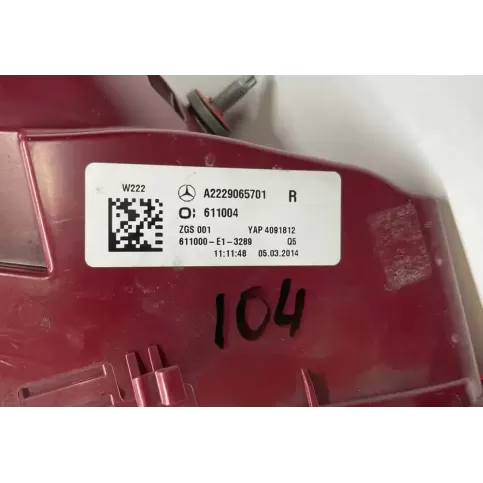 W222
A2229065701 R
611004
ZGS 001 YAP 4091812
611000-E1-3289 Q5
11:11:48 05.03.2014
104